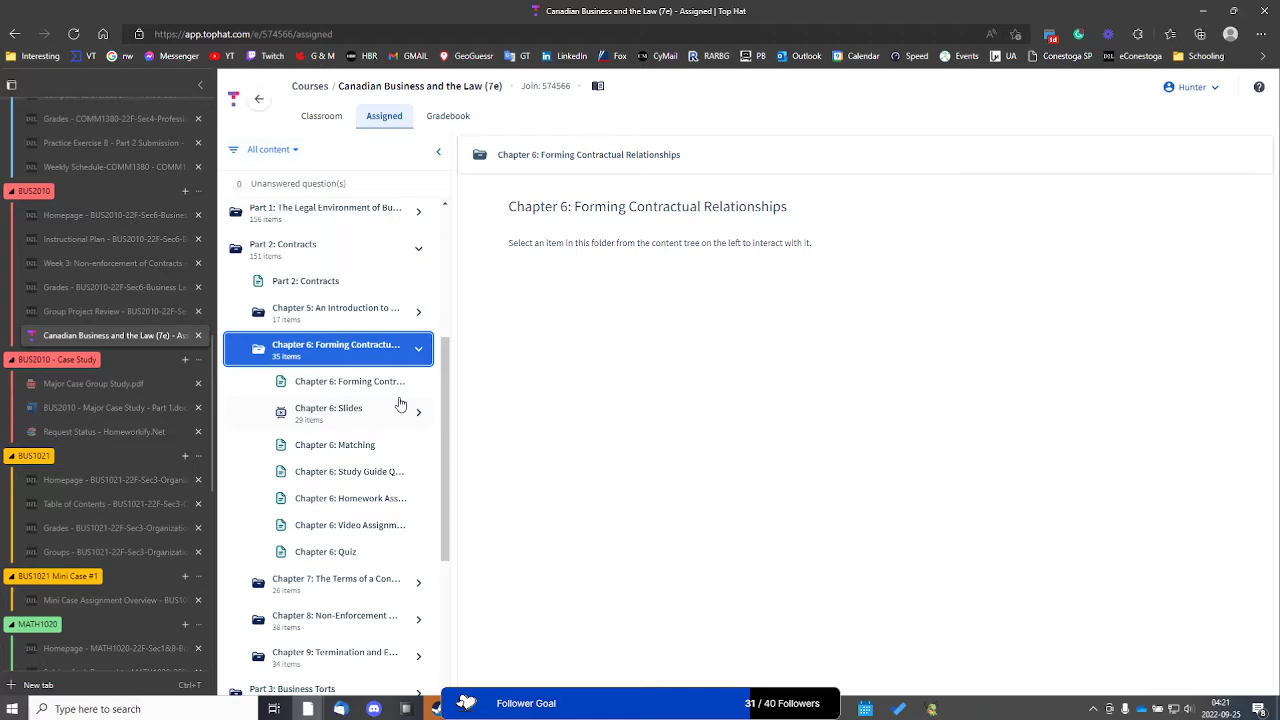 Canadian Business and the Law (7e) - Assigned | Top Hat
https://app.tophat.com/e/574566/assigned
Interesting VT nw Messenger YT Twitch G & M HBR GMAIL GeoGuessr GT LinkedIn Fox CyMail RARBG PB Outlook Calendar Speed Events UA Conestoga SP eConestoga Schooling
Grades - COMM1380-22F-Sec4-Professi
Practice Exercise 8 - Part 2 Submission -
Weekly Schedule-COMM1380 - COMM1
BUS2010
Homepage - BUS2010-22F-Sec6-Busines
Instructional Plan - BUS2010-22F-Sec6-B
Week 3: Non-enforcement of Contracts
Grades - BUS2010-22F-Sec6-Business La
Group Project Review - BUS2010-22F-Se
Canadian Business and the Law (7e) - Ass
BUS2010 - Case Study
Major Case Group Study.pdf
BUS2010 - Major Case Study - Part 1.doc
Request Status - Homeworkify.Net
BUS1021
Homepage - BUS1021-22F-Sec3-Organi
Table of Contents - BUS1021-22F-Sec3-
Grades - BUS1021-22F-Sec3-Organizatio
Groups - BUS1021-22F-Sec3-Organizati
BUS1021 Mini Case #1
Mini Case Assignment Overview - BUS10
MATH1020
Homepage - MATH1020-22F-Sec1&8-B
New tab Ctrl+T
Courses / Canadian Business and the Law (7e) · Join: 574566
Hunter
Classroom Assigned Gradebook
All content
0 Unanswered question(s)
Part 1: The Legal Environment of Bu...
156 items
Part 2: Contracts
151 items
Part 2: Contracts
Chapter 5: An Introduction to ...
17 items
Chapter 6: Forming Contractu...
35 items
Chapter 6: Forming Contr...
Chapter 6: Slides
29 items
Chapter 6: Matching
Chapter 6: Study Guide Q...
Chapter 6: Homework Ass...
Chapter 6: Video Assignm...
Chapter 6: Quiz
Chapter 7: The Terms of a Con...
26 items
Chapter 8: Non-Enforcement ...
38 items
Chapter 9: Termination and E...
34 items
Part 3: Business Torts
Chapter 6: Forming Contractual Relationships
Chapter 6: Forming Contractual Relationships
Select an item in this folder from the content tree on the left to interact with it.
Type here to search
Follower Goal 31 / 40 Followers
04:21
2022-09-25